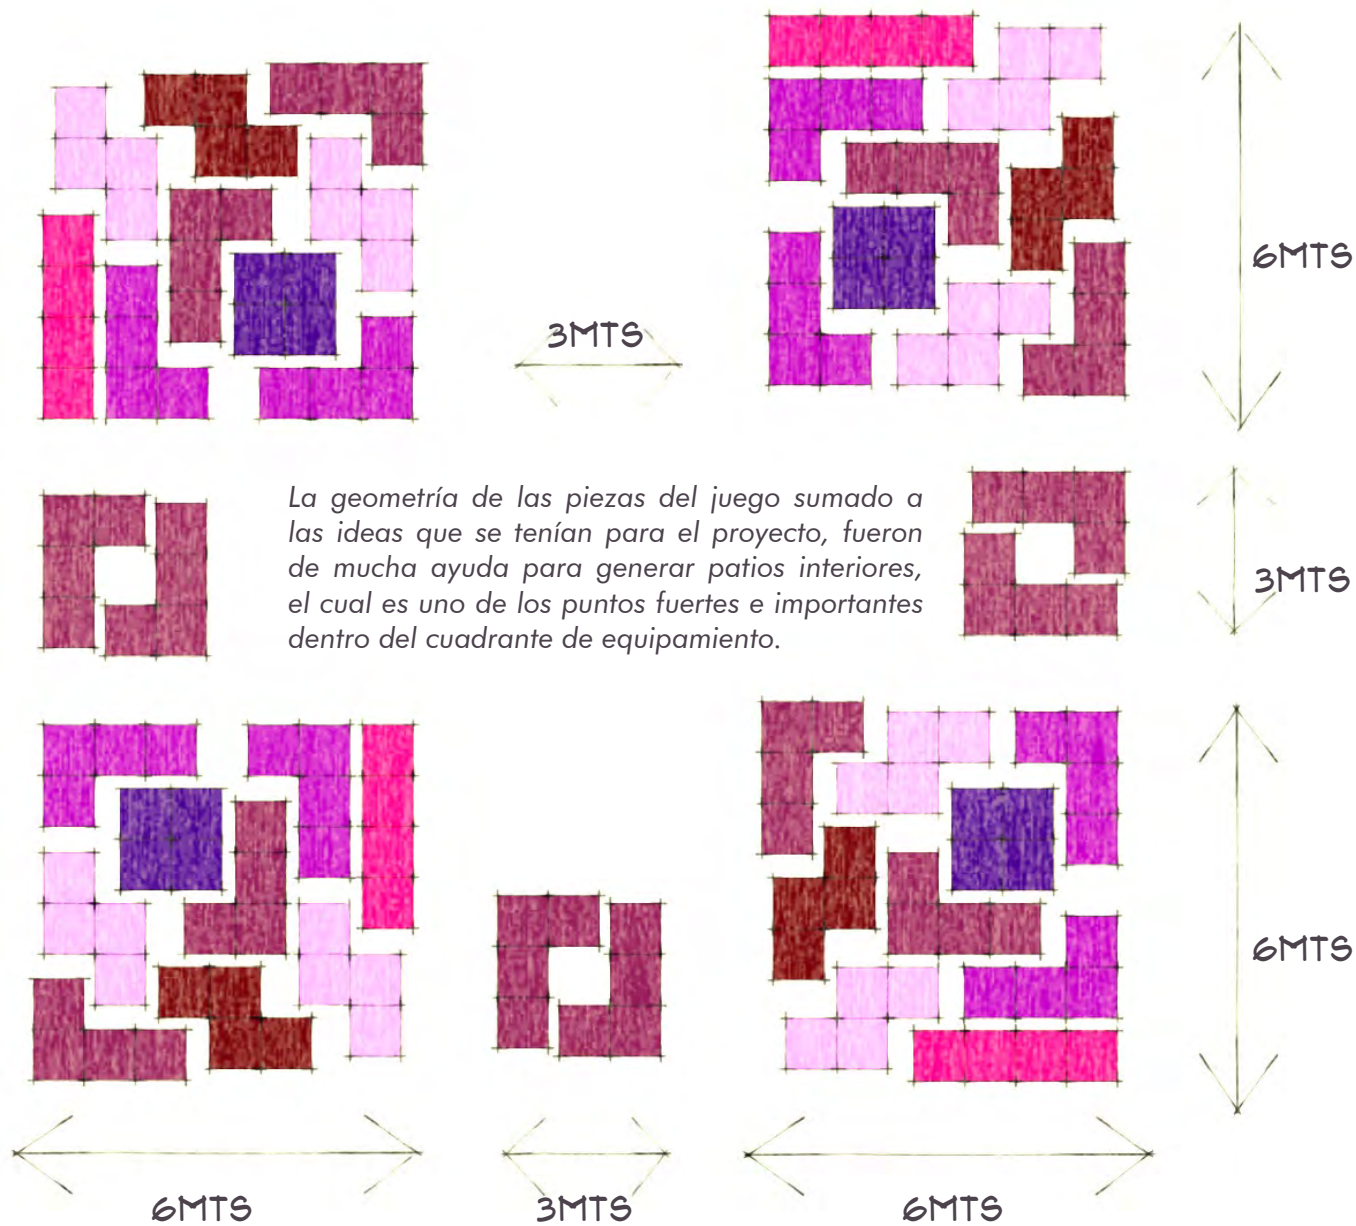 6MTS
3MTS
La geometría de las piezas del juego sumado a
las ideas que se tenían para el proyecto, fueron
de mucha ayuda para generar patios interiores,
el cual es uno de los puntos fuertes e importantes
dentro del cuadrante de equipamiento.
3MTS
6MTS
6MTS
3MTS
6MTS